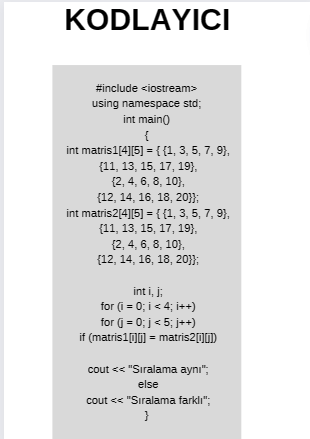 KODLAYICI
#include <iostream>
using namespace std;
int main()
{
int matris1[4][5] = { {1, 3, 5, 7, 9},
{11, 13, 15, 17, 19},
{2, 4, 6, 8, 10},
{12, 14, 16, 18, 20}};
int matris2[4][5] = { {1, 3, 5, 7, 9},
{11, 13, 15, 17, 19},
{2, 4, 6, 8, 10},
{12, 14, 16, 18, 20}};
int i, j;
for (i = 0; i < 4; i++)
for (j = 0; j < 5; j++)
if (matris1[i][j] = matris2[i][j])
cout << "Sıralama aynı";
else
cout << "Sıralama farklı";
}